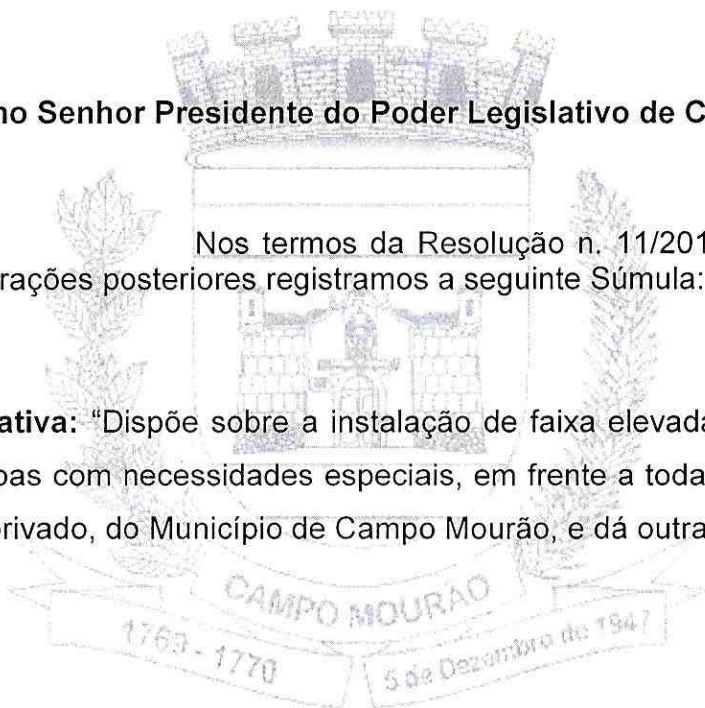 no Senhor Presidente do Poder Legislativo de C
Nos termos da Resolução n. 11/201
rações posteriores registramos a seguinte Súmula:
ativa: “Dispõe sobre a instalação de faixa elevada
oas com necessidades especiais, em frente a toda
privado, do Município de Campo Mourão, e dá outra
CAMPO MOURÃO
1769 - 1770
5 de Dezembro de 1947